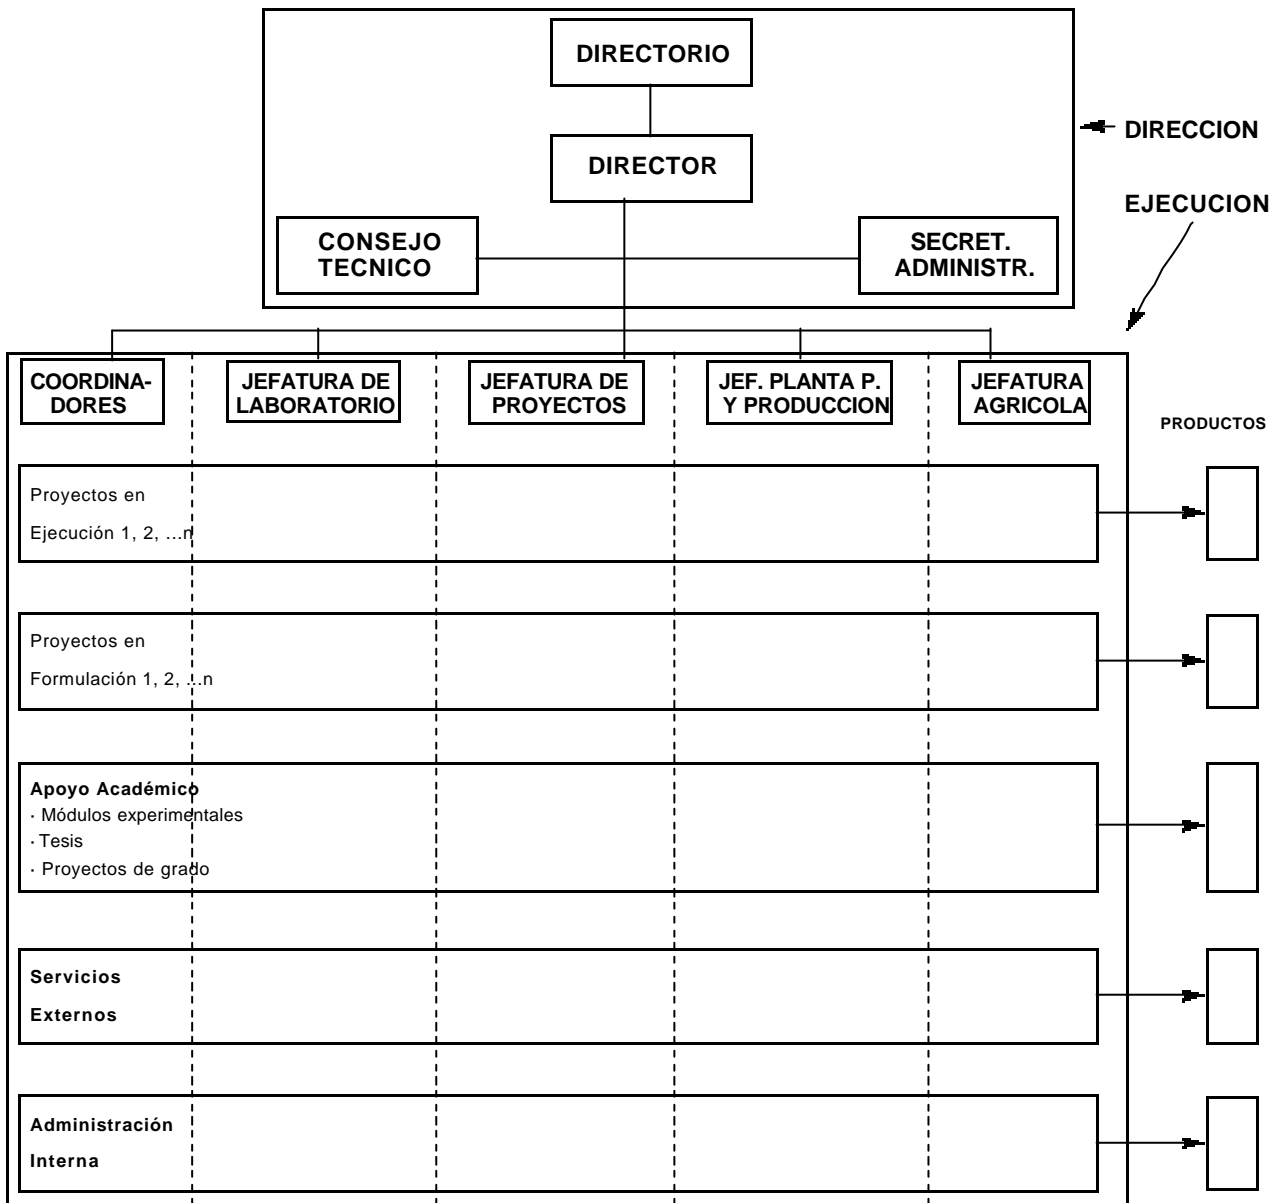 DIRECTORIO
DIRECCION
DIRECTOR
EJECUCION
CONSEJO
TECNICO
SECRET.
ADMINISTR.
COORDINA-
DORES
JEFATURA DE
LABORATORIO
JEFATURA DE
PROYECTOS
JEF. PLANTA P.
Y PRODUCCION
JEFATURA
AGRICOLA
PRODUCTOS
Proyectos en
Ejecución 1, 2, ...n
Proyectos en
Formulación 1, 2, ...n
Apoyo Académico
· Módulos experimentales
· Tesis
· Proyectos de grado
Servicios
Externos
Administración
Interna